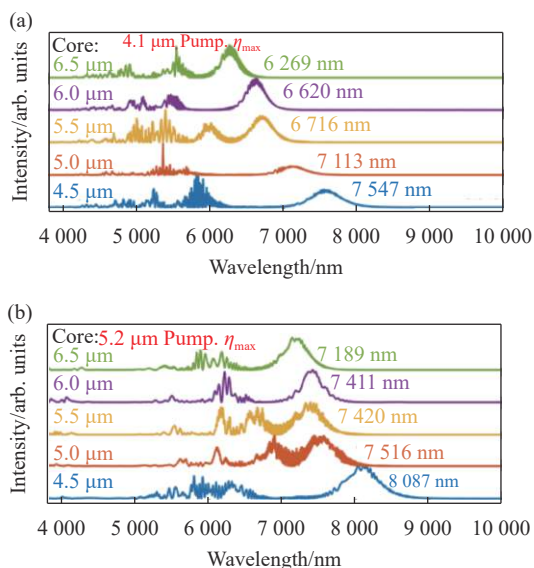 (a)
Core: 4.1 μm Pump. ηmax
6.5 μm 6 269 nm
6.0 μm 6 620 nm
5.5 μm 6 716 nm
5.0 μm 7 113 nm
4.5 μm 7 547 nm
Intensity/arb. units
4 000 5 000 6 000 7 000 8 000 9 000 10 000
Wavelength/nm
(b)
Core:5.2 μm Pump. ηmax
6.5 μm 7 189 nm
6.0 μm 7 411 nm
5.5 μm 7 420 nm
5.0 μm 7 516 nm
4.5 μm 8 087 nm
Intensity/arb. units
4 000 5 000 6 000 7 000 8 000 9 000 10 000
Wavelength/nm